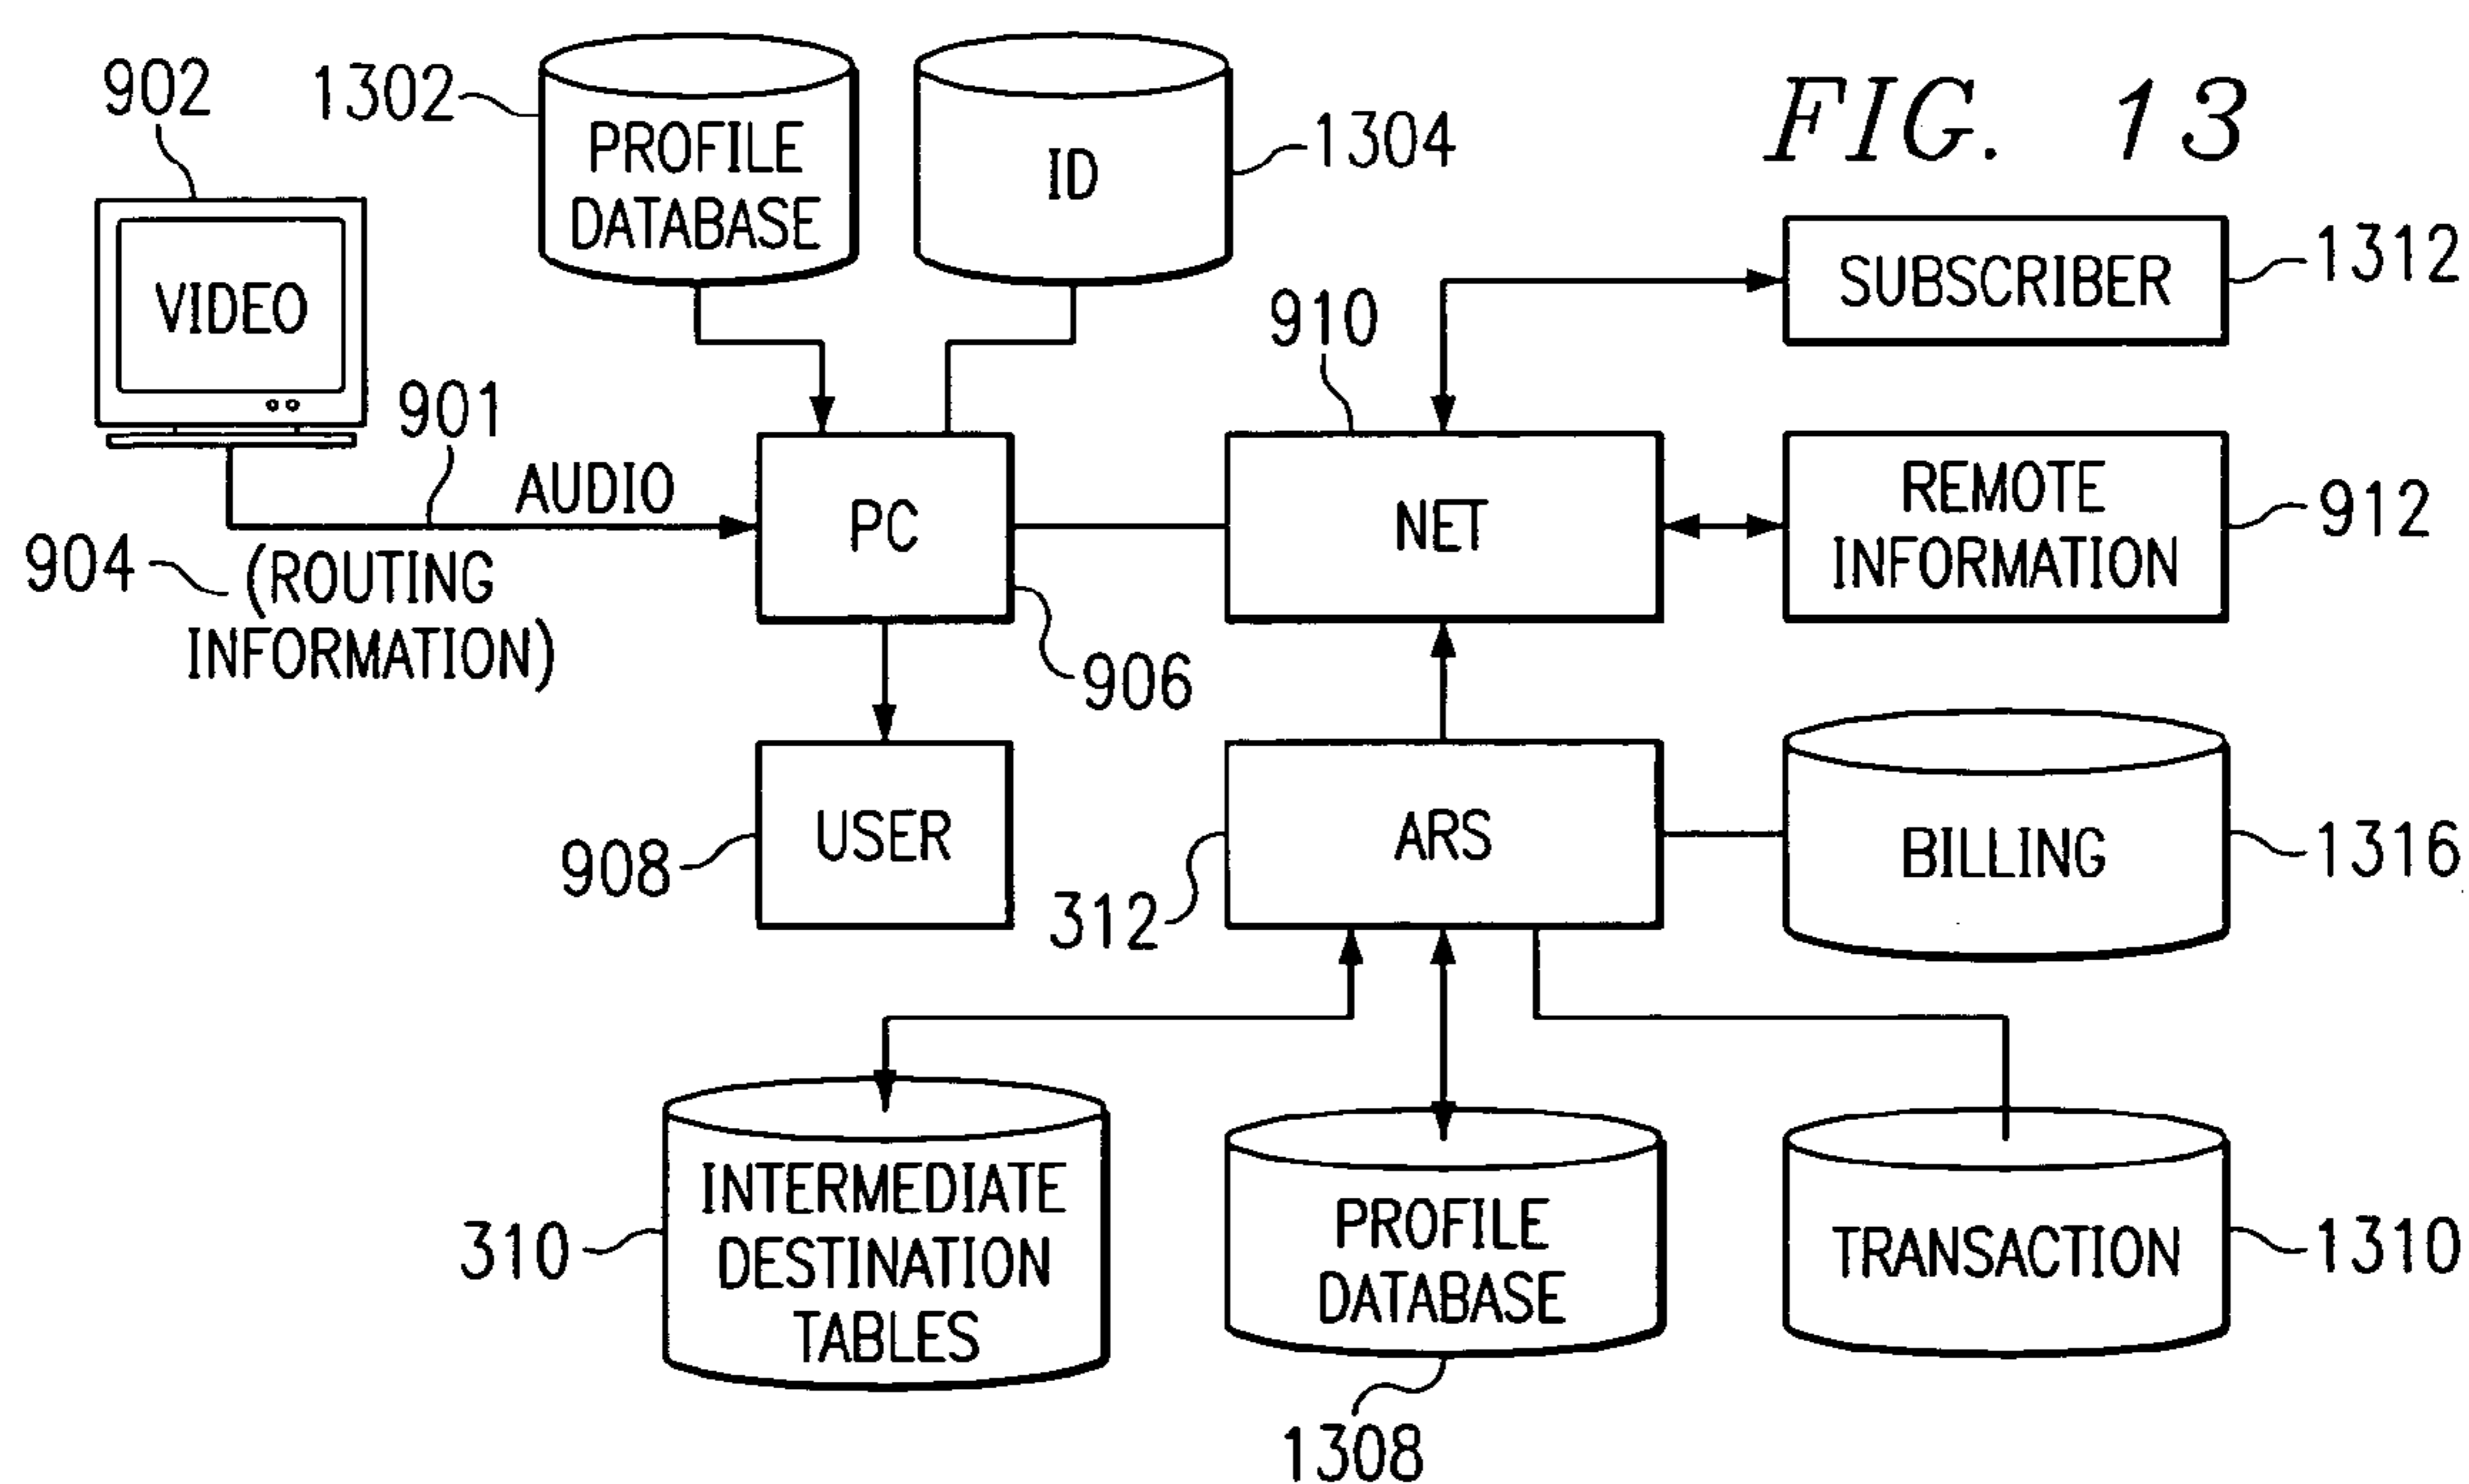 FIG. 13
902
1302
PROFILE
DATABASE
ID
1304
VIDEO
901
AUDIO
904
(ROUTING
INFORMATION)
PC
906
910
NET
SUBSCRIBER
1312
REMOTE
INFORMATION
912
USER
908
ARS
312
BILLING
1316
INTERMEDIATE
DESTINATION
TABLES
310
PROFILE
DATABASE
1308
TRANSACTION
1310